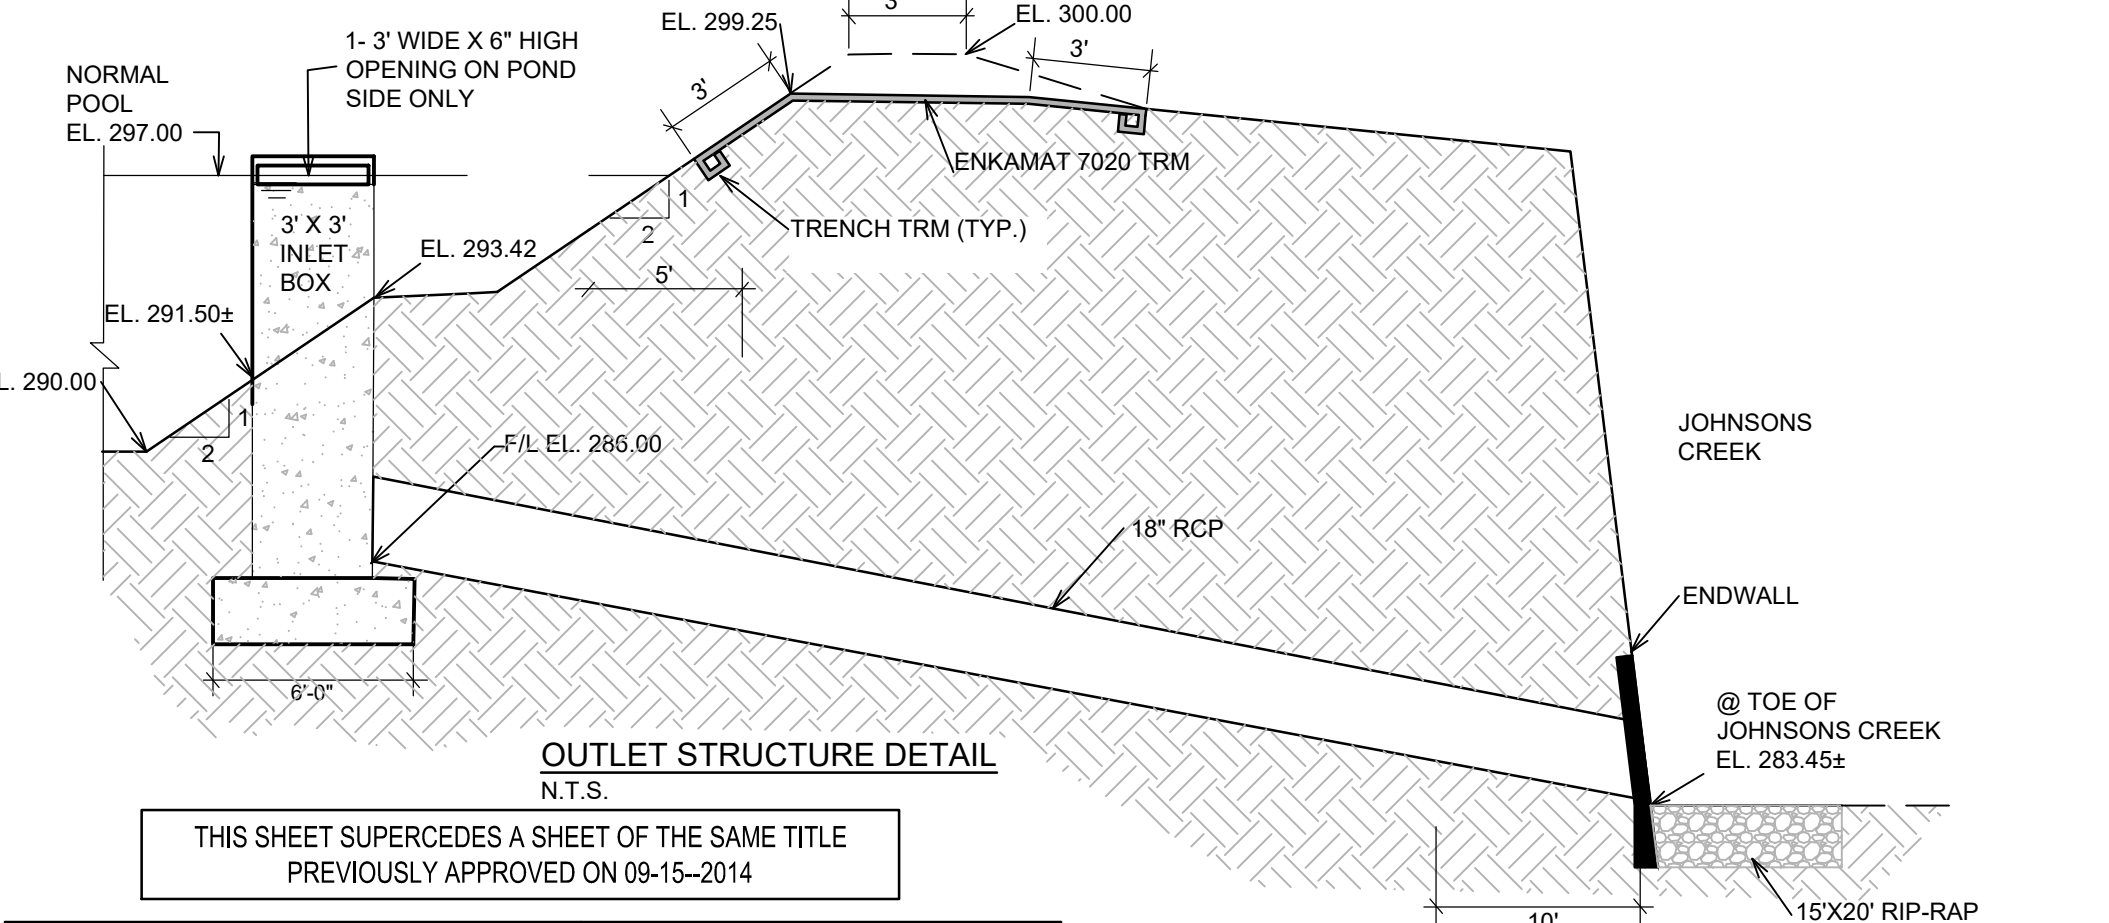 3'
EL. 300.00
EL. 299.25
1- 3' WIDE X 6" HIGH
OPENING ON POND
SIDE ONLY
3'
NORMAL
POOL
EL. 297.00
3'
ENKAMAT 7020 TRM
1
2
TRENCH TRM (TYP.)
3' X 3'
INLET
BOX
EL. 293.42
5'
EL. 291.50±
L. 290.00
1
2
JOHNSONS
CREEK
F/L EL. 286.00
18" RCP
ENDWALL
6'-0"
@ TOE OF
JOHNSONS CREEK
EL. 283.45±
OUTLET STRUCTURE DETAIL
N.T.S.
THIS SHEET SUPERCEDES A SHEET OF THE SAME TITLE
PREVIOUSLY APPROVED ON 09-15--2014
10'
15'X20' RIP-RAP